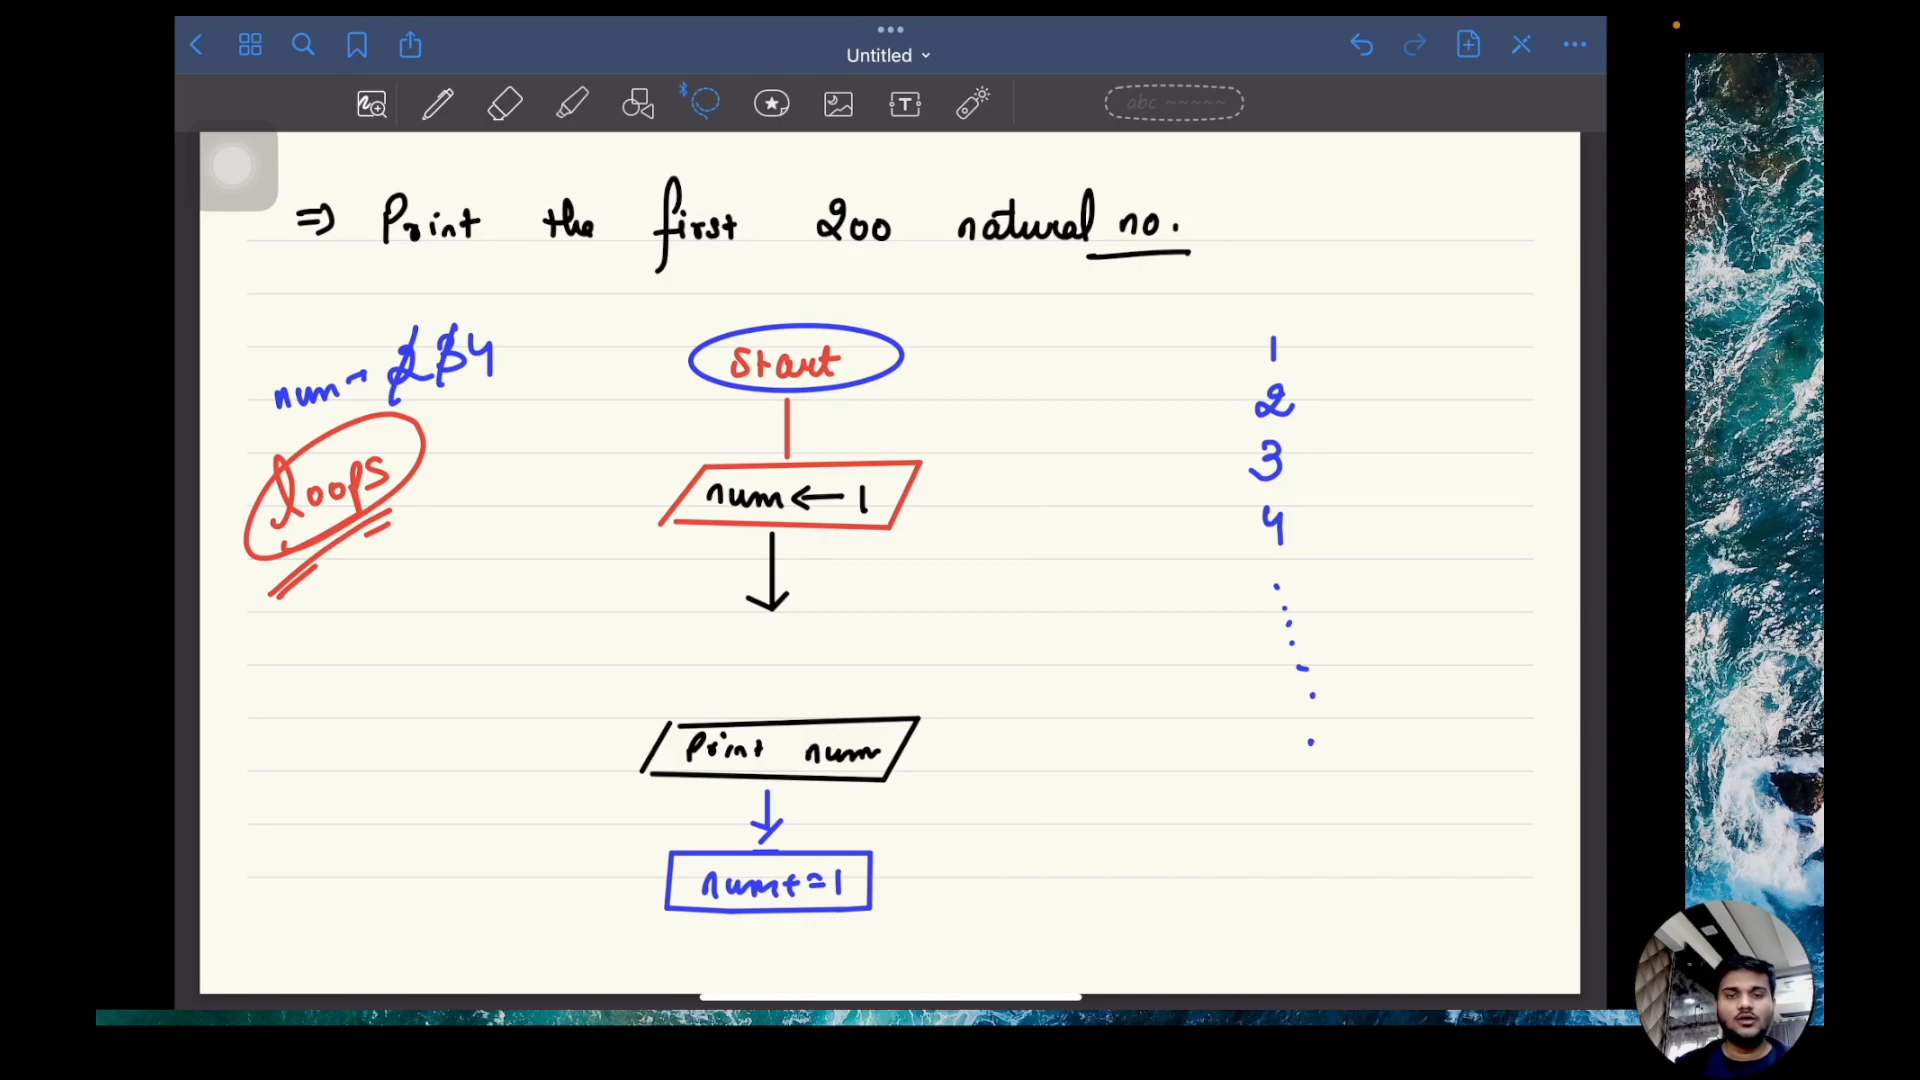 Untitled
abc
⇒ Print the first 200 natural no.
num → 2 3 4
loops
Start
num ← 1
Print num
num+=1
1
2
3
4